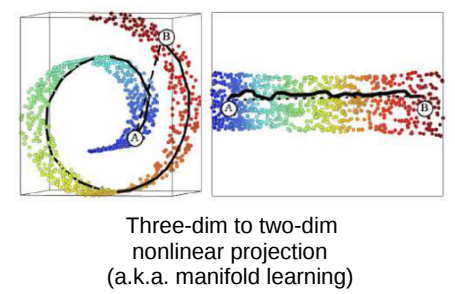 B
A
A
B
Three-dim to two-dim
nonlinear projection
(a.k.a. manifold learning)